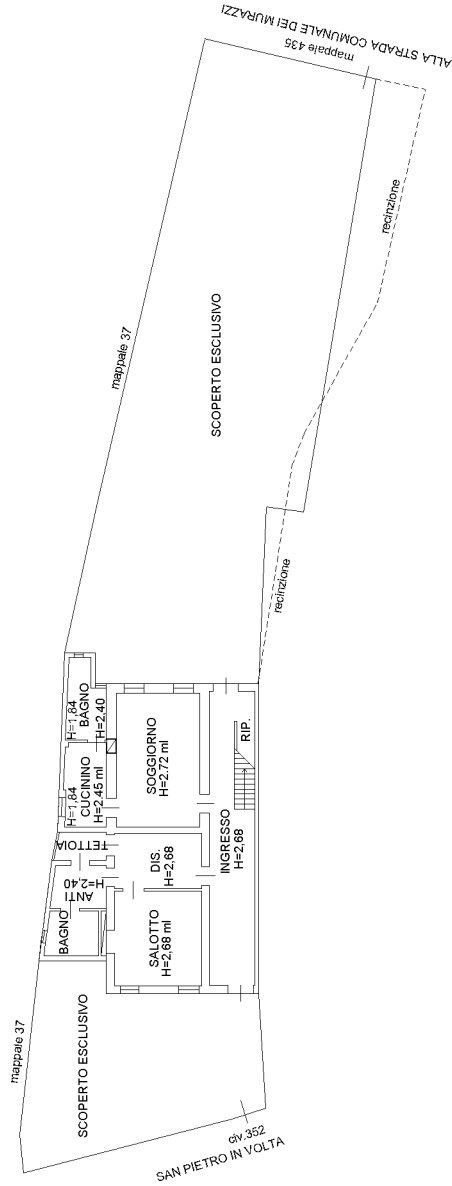 ALLA STRADA COMUNALE DEI MURAZZI
mappale 435
recinzione
mappale 37
SCOPERTO ESCLUSIVO
recinzione
H=1,84
BAGNO
H=2,40
SOGGIORNO
H=2.72 ml
RIP.
H=1,84
CUCININO
H=2.45 ml
INGRESSO
H=2,68
TETTOIA
DIS.
H=2,68
ANTI
H=2,40
BAGNO
SALOTTO
H=2,68 ml
SCOPERTO ESCLUSIVO
mappale 37
civ.352
SAN PIETRO IN VOLTA